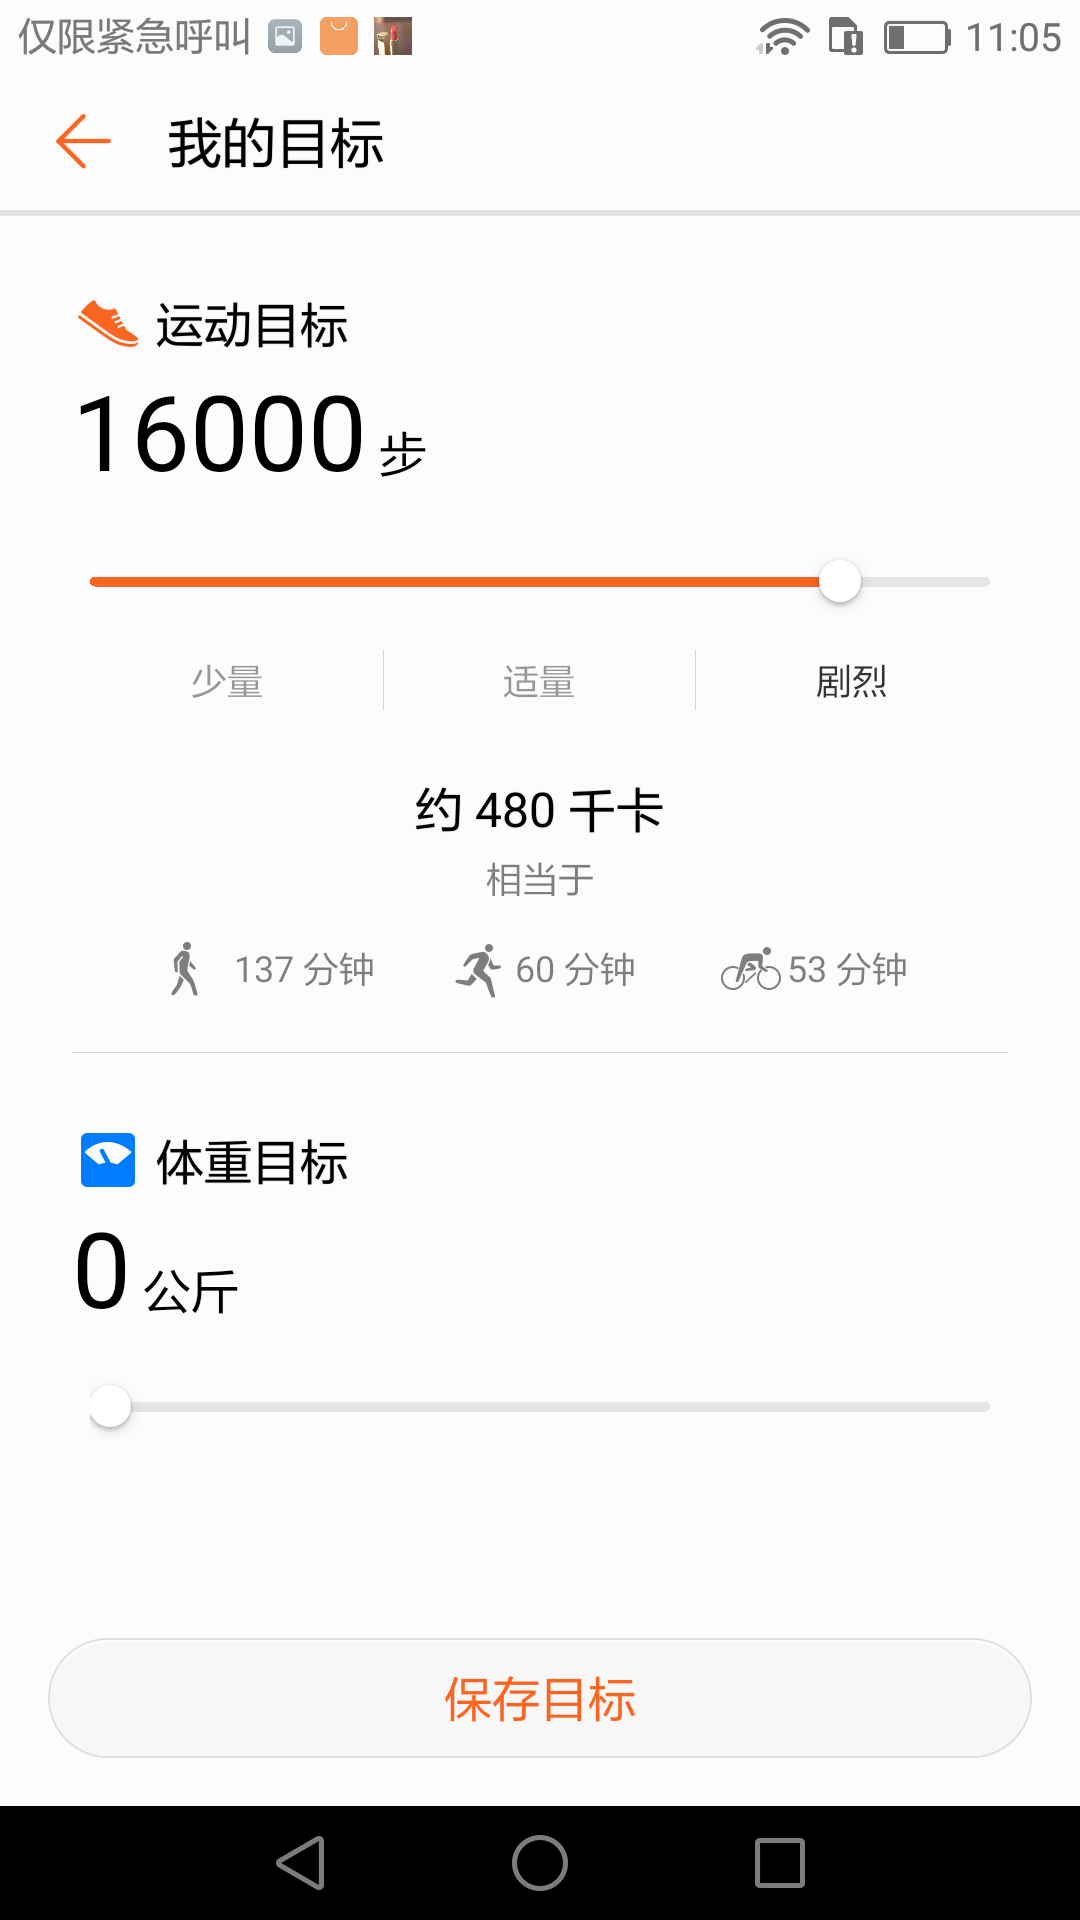 仅限紧急呼叫 11:05
我的目标
运动目标
16000 步
少量 适量 剧烈
约 480 千卡
相当于
137 分钟 60 分钟 53 分钟
体重目标
0 公斤
保存目标